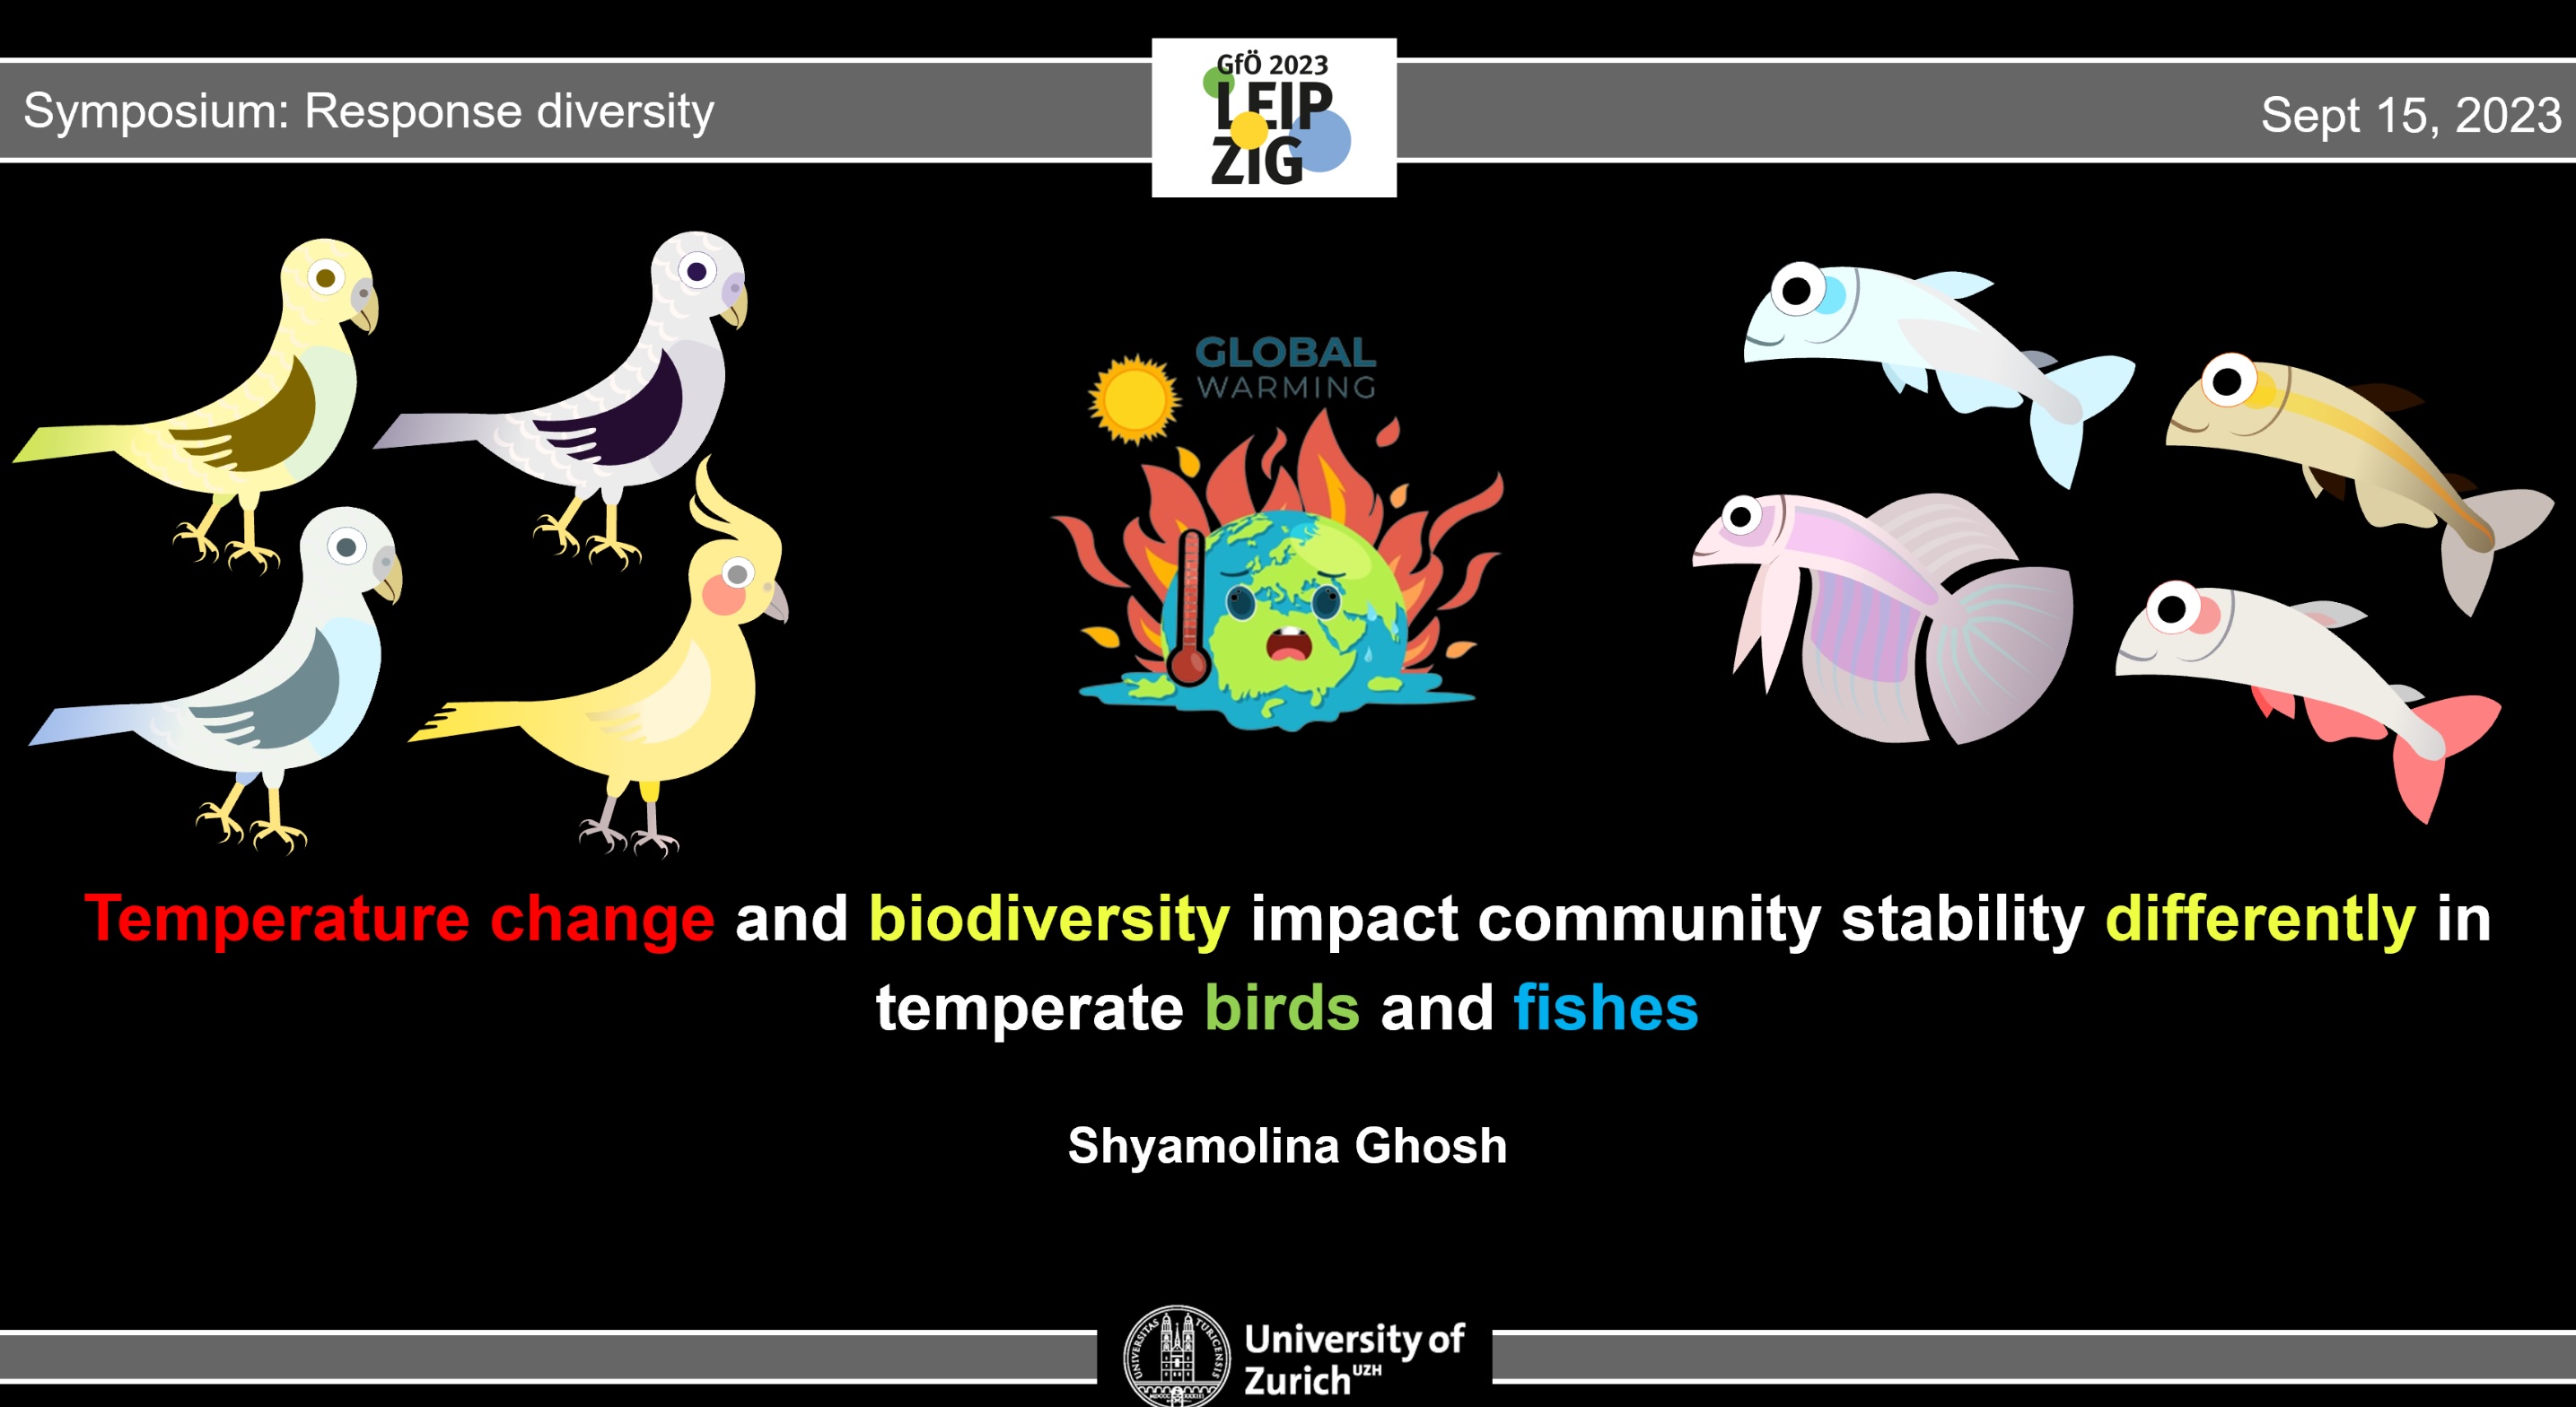 Symposium: Response diversity
GfÖ 2023
LEIP
ZIG
Sept 15, 2023
GLOBAL
WARMING
Temperature change and biodiversity impact community stability differently in
temperate birds and fishes
Shyamolina Ghosh
UNIVERSITAS TURICENSIS
University of
Zurich UZH